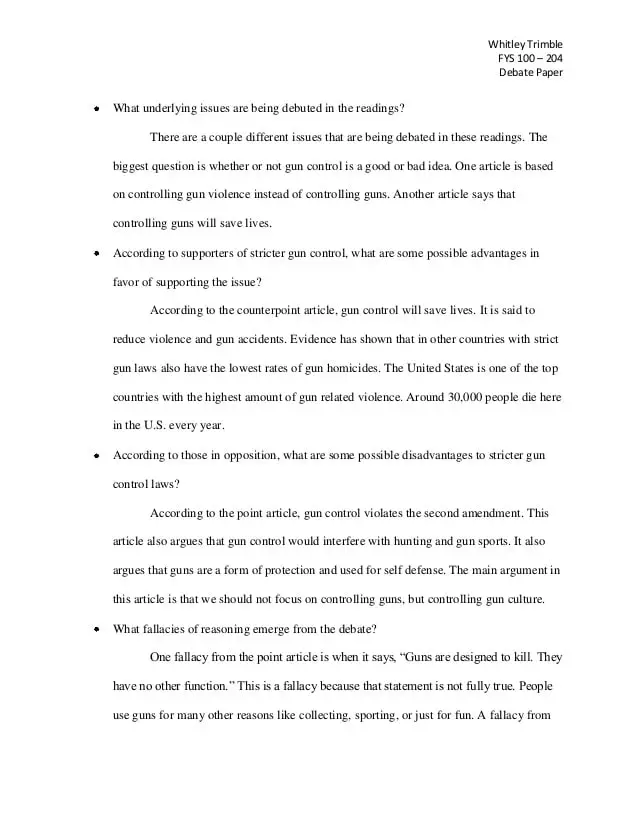 Whitley Trimble
FYS 100 – 204
Debate Paper
• What underlying issues are being debuted in the readings?
There are a couple different issues that are being debated in these readings. The
biggest question is whether or not gun control is a good or bad idea. One article is based
on controlling gun violence instead of controlling guns. Another article says that
controlling guns will save lives.
• According to supporters of stricter gun control, what are some possible advantages in
favor of supporting the issue?
According to the counterpoint article, gun control will save lives. It is said to
reduce violence and gun accidents. Evidence has shown that in other countries with strict
gun laws also have the lowest rates of gun homicides. The United States is one of the top
countries with the highest amount of gun related violence. Around 30,000 people die here
in the U.S. every year.
• According to those in opposition, what are some possible disadvantages to stricter gun
control laws?
According to the point article, gun control violates the second amendment. This
article also argues that gun control would interfere with hunting and gun sports. It also
argues that guns are a form of protection and used for self defense. The main argument in
this article is that we should not focus on controlling guns, but controlling gun culture.
• What fallacies of reasoning emerge from the debate?
One fallacy from the point article is when it says, “Guns are designed to kill. They
have no other function.” This is a fallacy because that statement is not fully true. People
use guns for many other reasons like collecting, sporting, or just for fun. A fallacy from